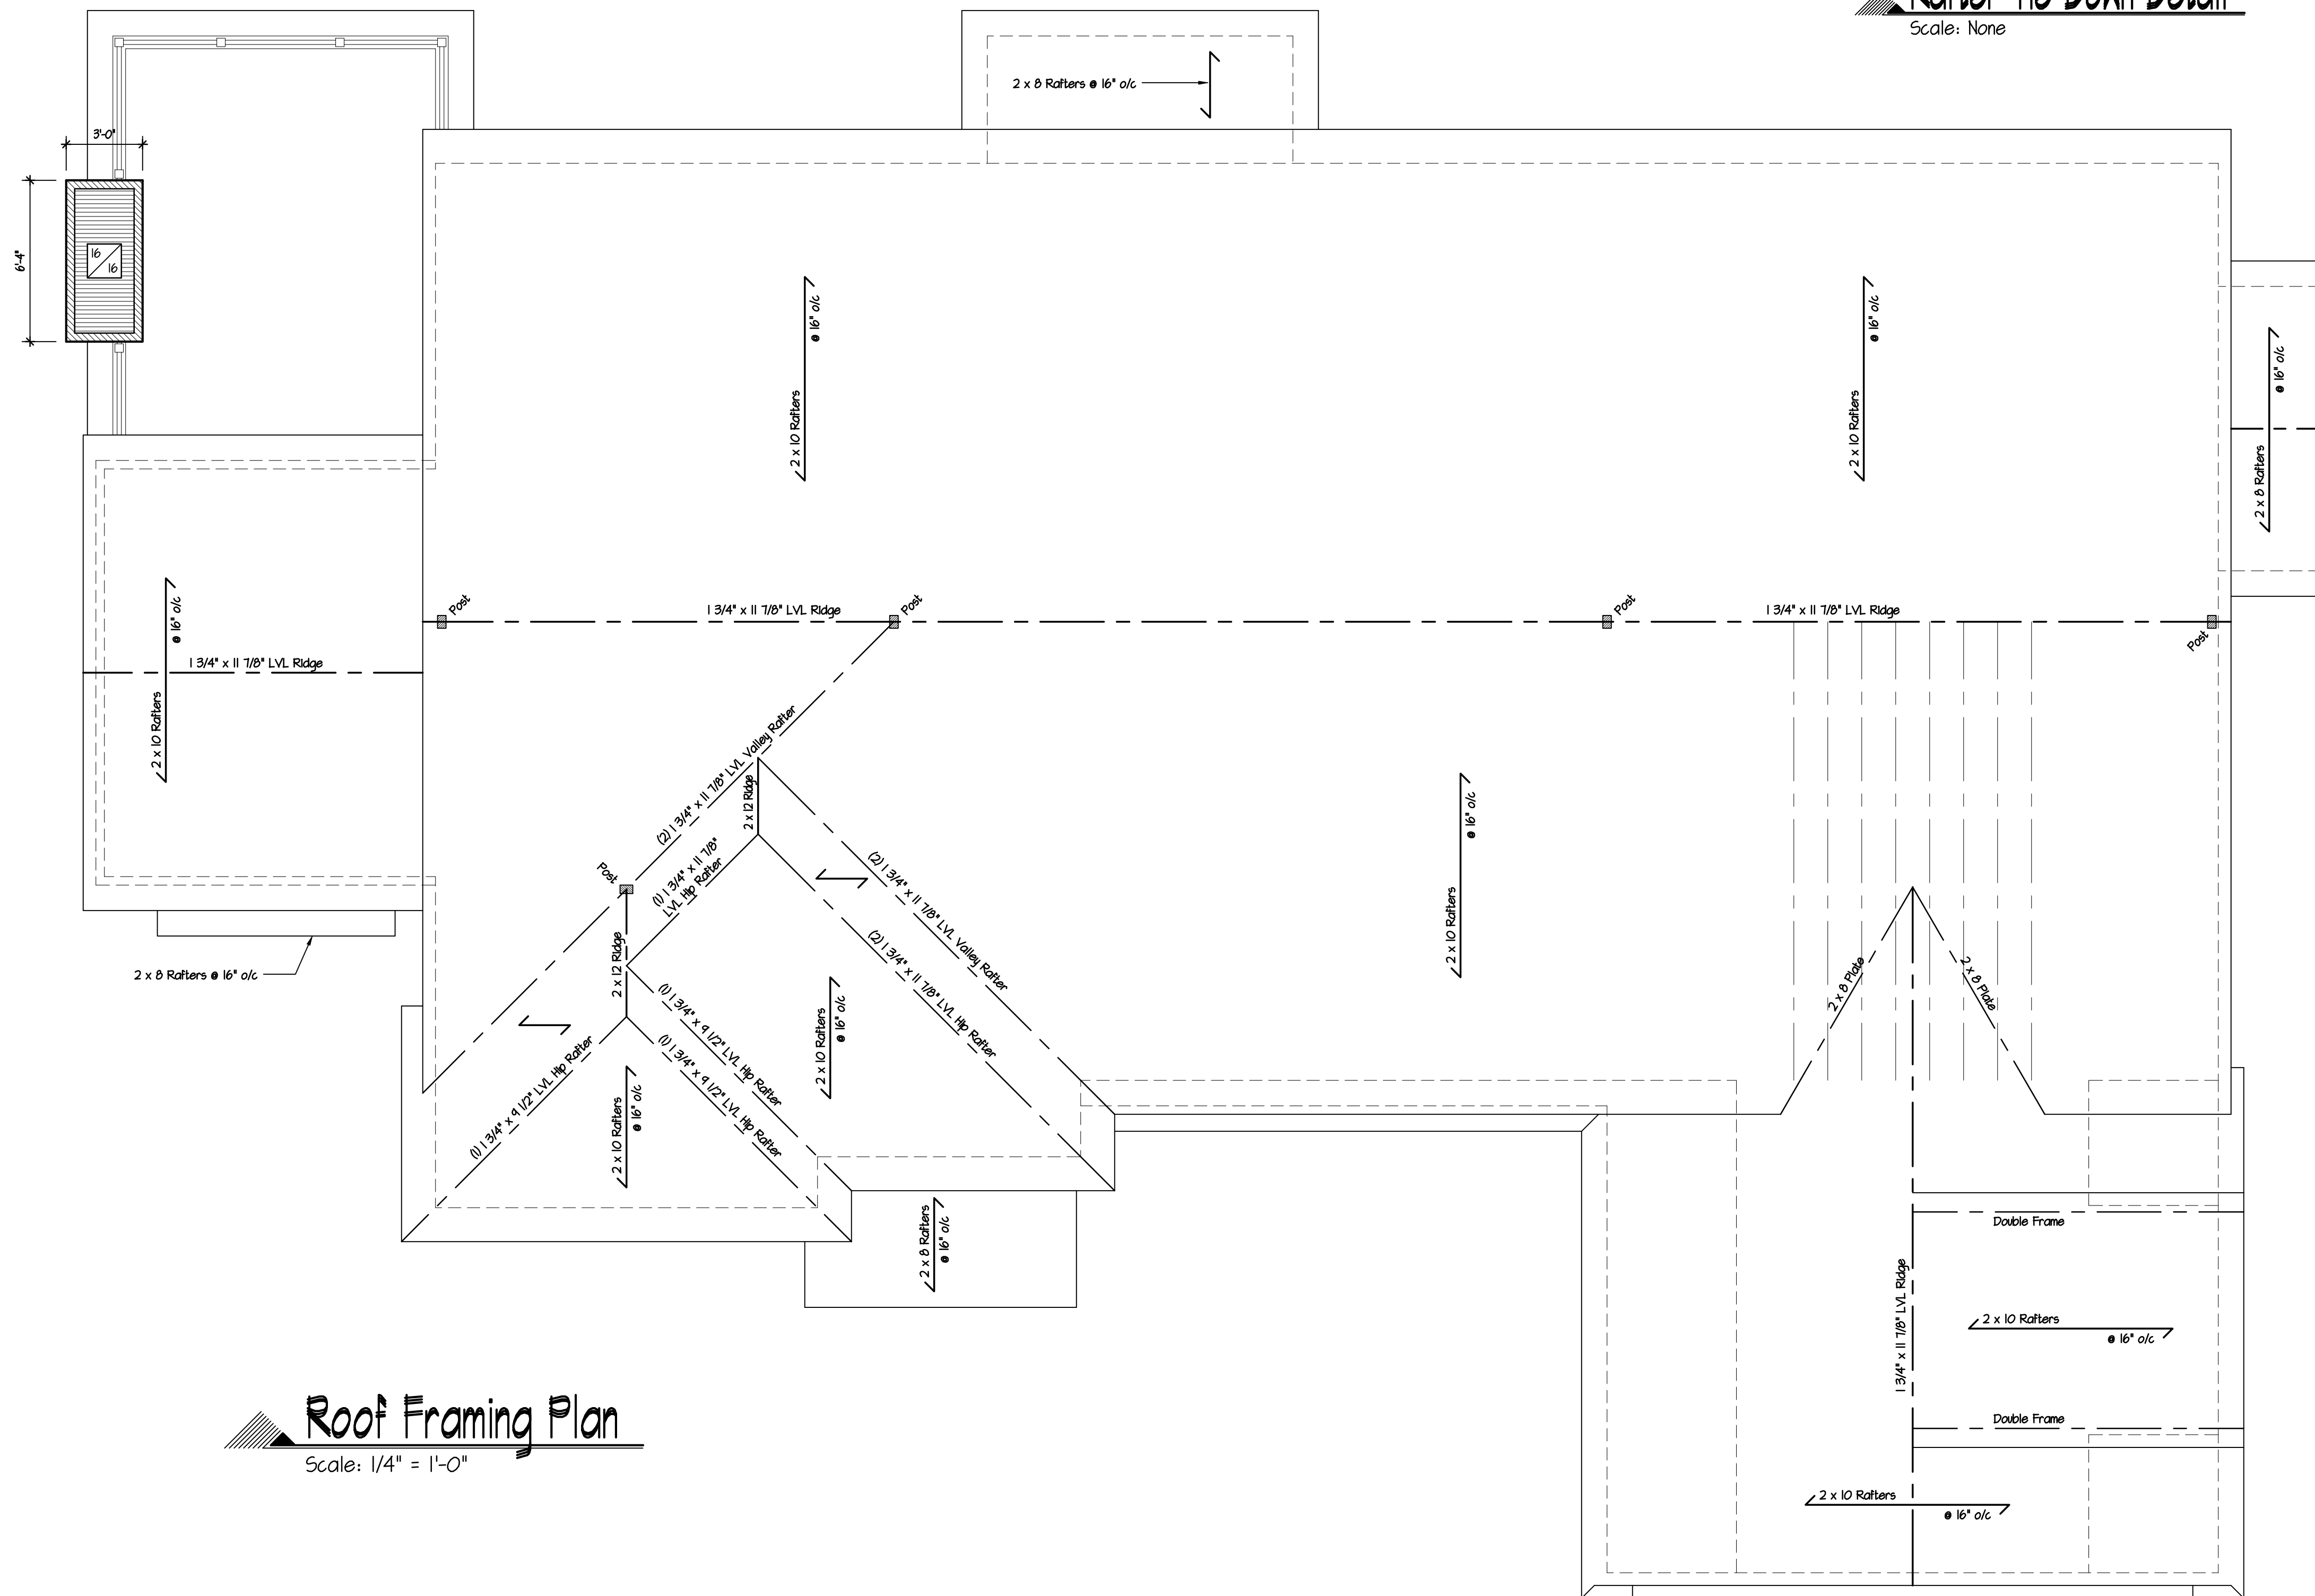 Rafter Tie Down Detail
Scale: None
2 x 8 Rafters @ 16" o/c
3'-0"
6'-4"
16
16
2 x 10 Rafters
@ 16" o/c
2 x 10 Rafters
@ 16" o/c
2 x 8 Rafters
@ 16" o/c
Post
1 3/4" x 11 7/8" LVL Ridge
Post
Post
1 3/4" x 11 7/8" LVL Ridge
Post
2 x 10 Rafters
@ 16" o/c
1 3/4" x 11 7/8" LVL Ridge
(2) 1 3/4" x 11 7/8" LVL Valley Rafter
2 x 12 Ridge
(1) 1 3/4" x 11 7/8"
LVL Hip Rafter
Post
(2) 1 3/4" x 11 7/8" LVL Valley Rafter
(2) 1 3/4" x 11 7/8" LVL Hip Rafter
2 x 10 Rafters
@ 16" o/c
2 x 8 Rafters @ 16" o/c
2 x 12 Ridge
(1) 1 3/4" x 9 1/2" LVL Hip Rafter
(1) 1 3/4" x 9 1/2" LVL Hip Rafter
(1) 1 3/4" x 9 1/2" LVL Hip Rafter
2 x 10 Rafters
@ 16" o/c
2 x 10 Rafters
@ 16" o/c
2 x 8 Plate
2 x 8 Plate
2 x 8 Rafters
@ 16" o/c
Double Frame
1 3/4" x 11 7/8" LVL Ridge
2 x 10 Rafters
@ 16" o/c
Double Frame
2 x 10 Rafters
@ 16" o/c
Roof Framing Plan
Scale: 1/4" = 1'-0"